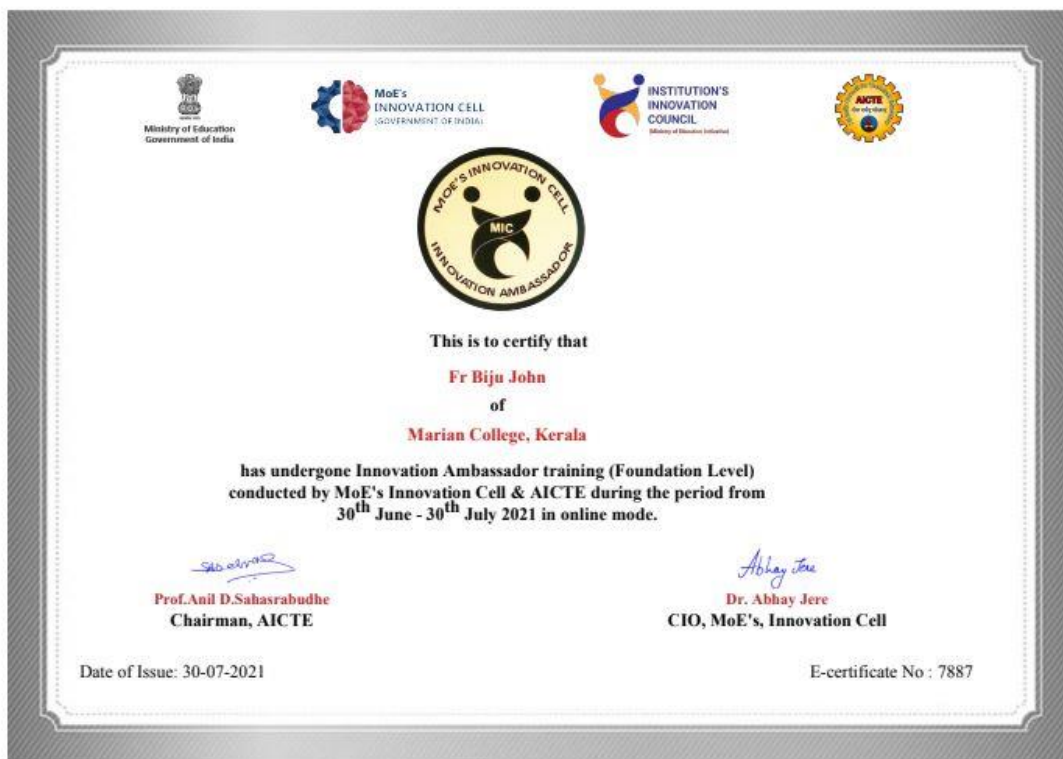 Ministry of Education
Government of India
MoE's
INNOVATION CELL
(GOVERNMENT OF INDIA)
INSTITUTION'S
INNOVATION
COUNCIL
(Ministry of Education Initiative)
AICTE
MOE'S INNOVATION CELL
MIC
INNOVATION AMBASSADOR
This is to certify that
Fr Biju John
of
Marian College, Kerala
has undergone Innovation Ambassador training (Foundation Level)
conducted by MoE's Innovation Cell & AICTE during the period from
30th June - 30th July 2021 in online mode.
Abhay Jere
Prof.Anil D.Sahasrabudhe
Dr. Abhay Jere
Chairman, AICTE
CIO, MoE's, Innovation Cell
Date of Issue: 30-07-2021
E-certificate No : 7887